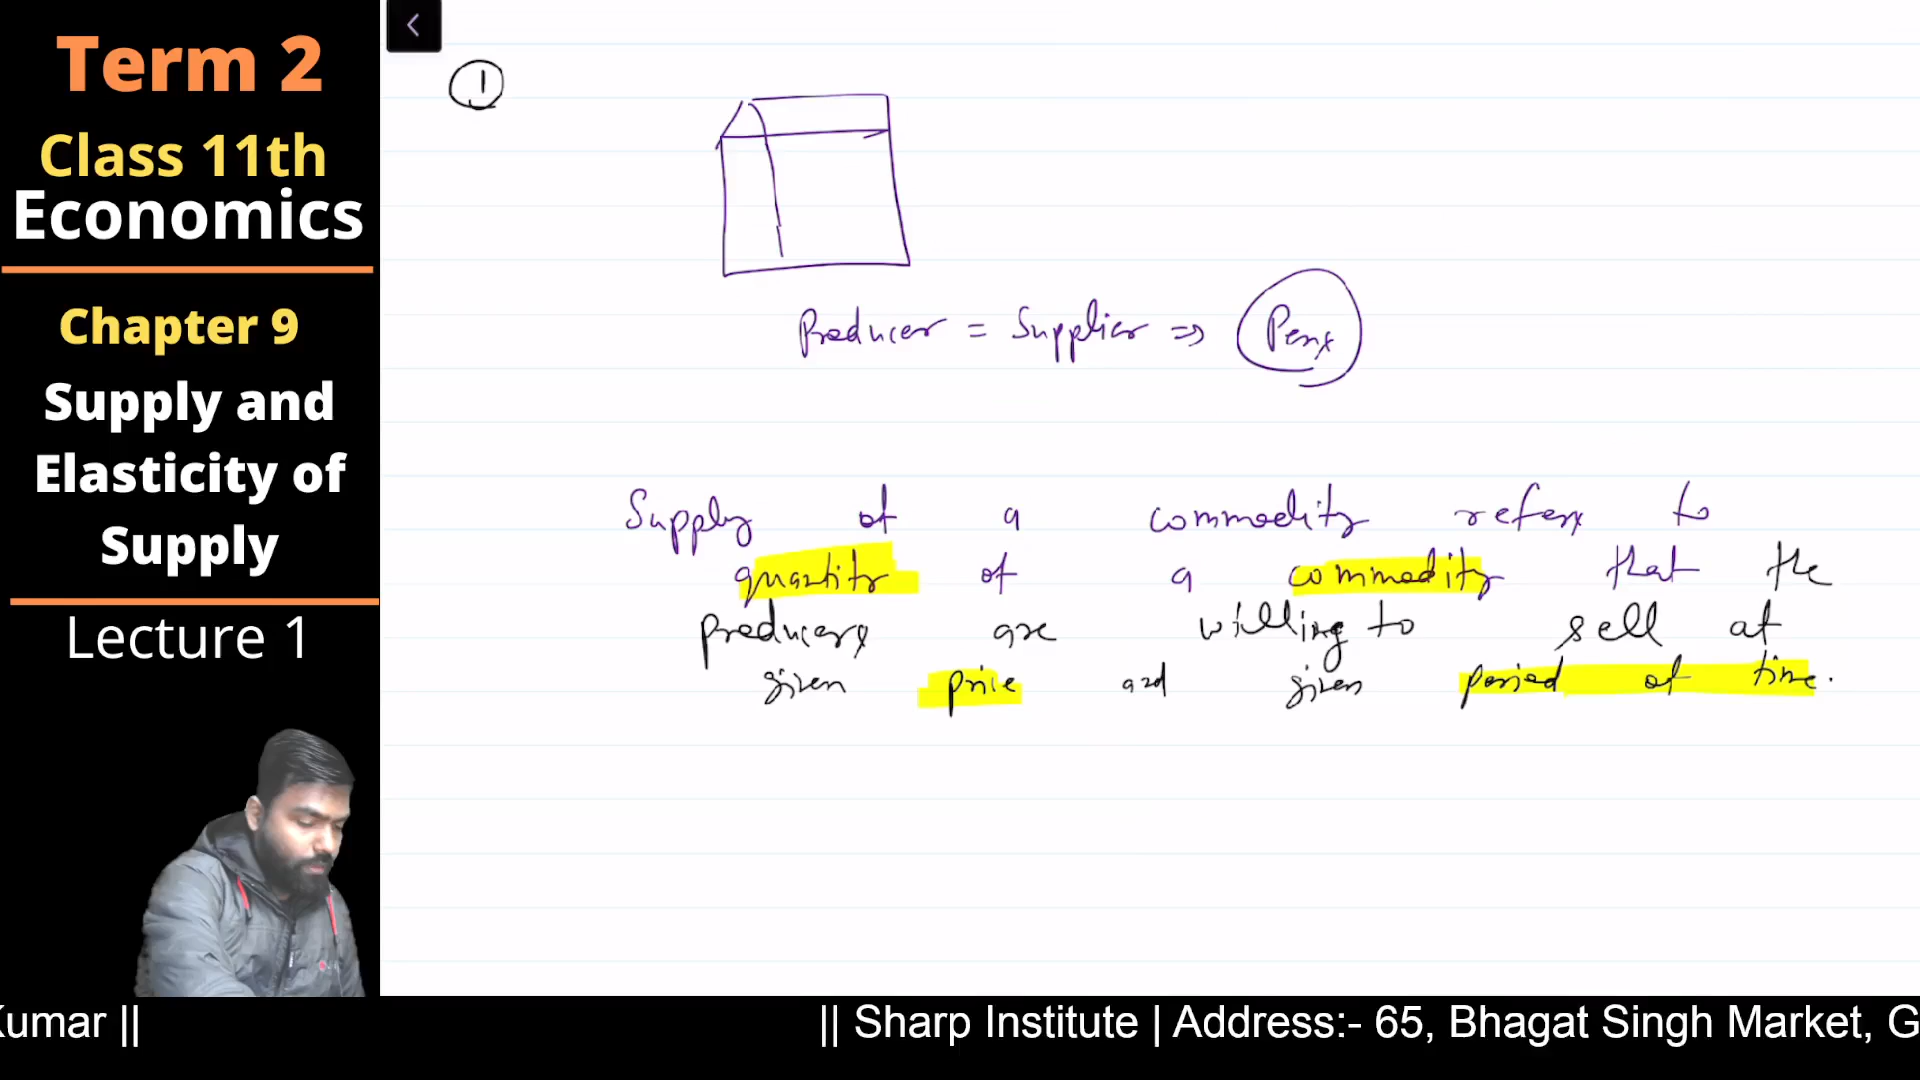 Term 2
Class 11th
Economics
Chapter 9
Supply and
Elasticity of
Supply
Lecture 1
1
Producer = Supplier ⇒ Pens
Supply of a commodity refers to
quantity of a commodity that the
producers are willing to sell at
given price and given period of time.
Kumar || || Sharp Institute | Address:- 65, Bhagat Singh Market, G